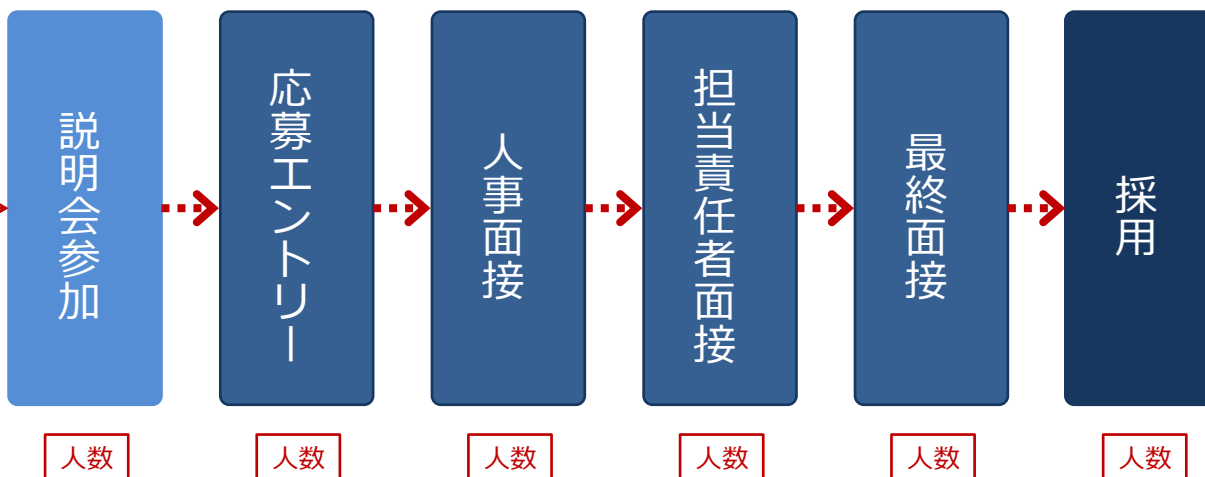 説明会参加
応募エントリー
人事面接
担当責任者面接
最終面接
採用
人数
人数
人数
人数
人数
人数